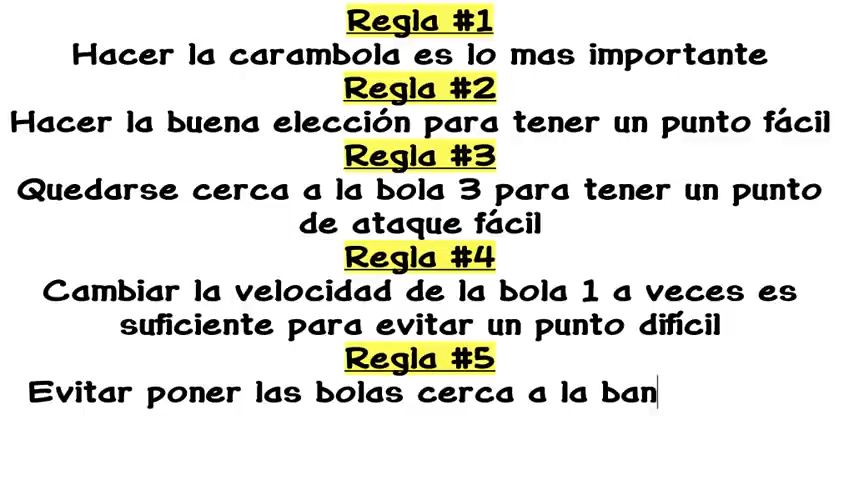 Regla #1
Hacer la carambola es lo mas importante
Regla #2
Hacer la buena elección para tener un punto fácil
Regla #3
Quedarse cerca a la bola 3 para tener un punto
de ataque fácil
Regla #4
Cambiar la velocidad de la bola 1 a veces es
suficiente para evitar un punto difícil
Regla #5
Evitar poner las bolas cerca a la ban